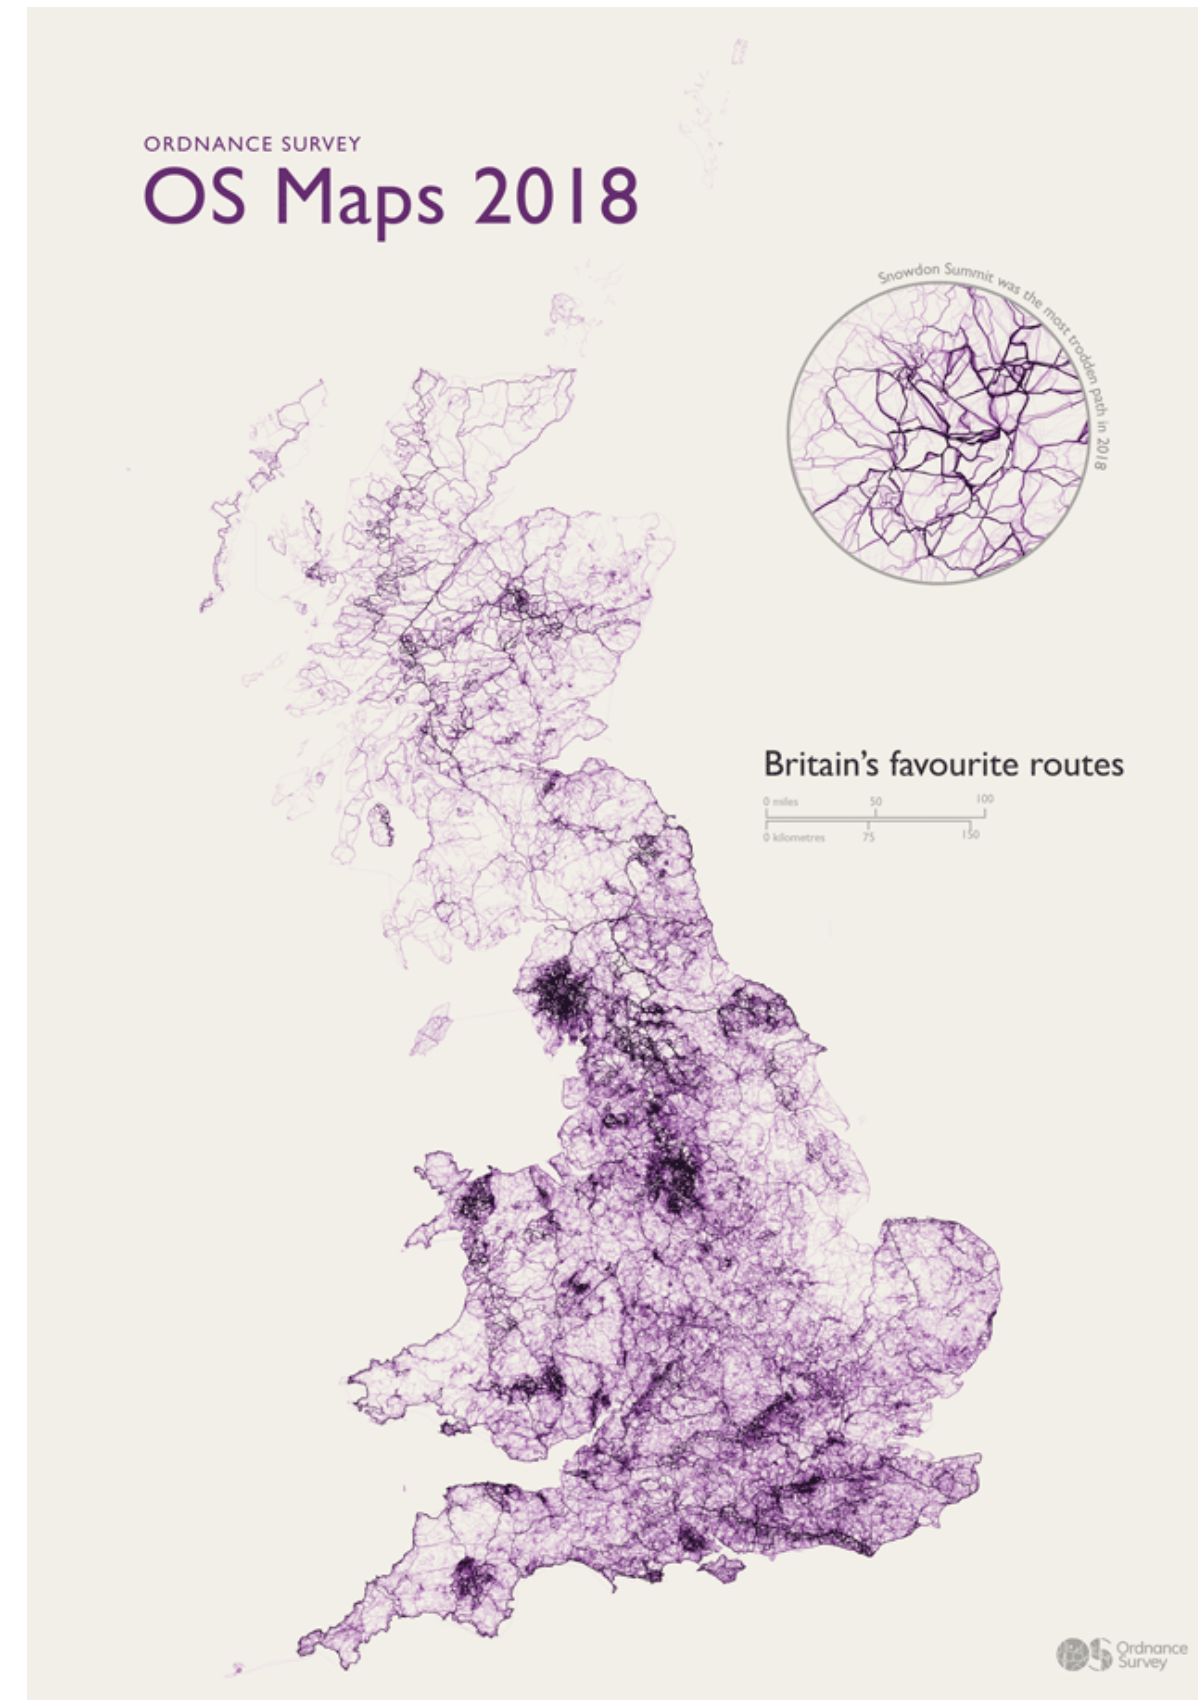 ORDNANCE SURVEY
OS Maps 2018
Snowdon Summit was the most trodden path in 2018
Britain's favourite routes
0 miles 50 100
0 kilometres 75 150
OS Ordnance
Survey